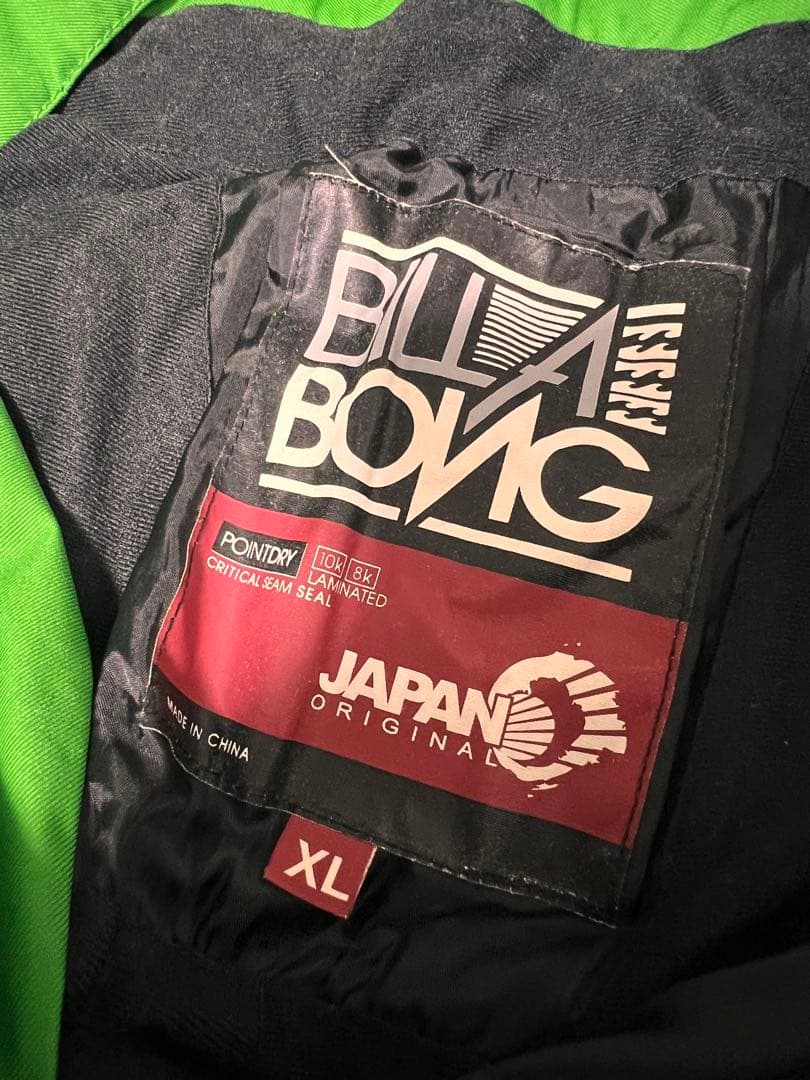 BILLA
BONG
POINTDRY 10k 8k
CRITICAL SEAM SEAL LAMINATED
JAPAN
ORIGINAL
MADE IN CHINA
XL